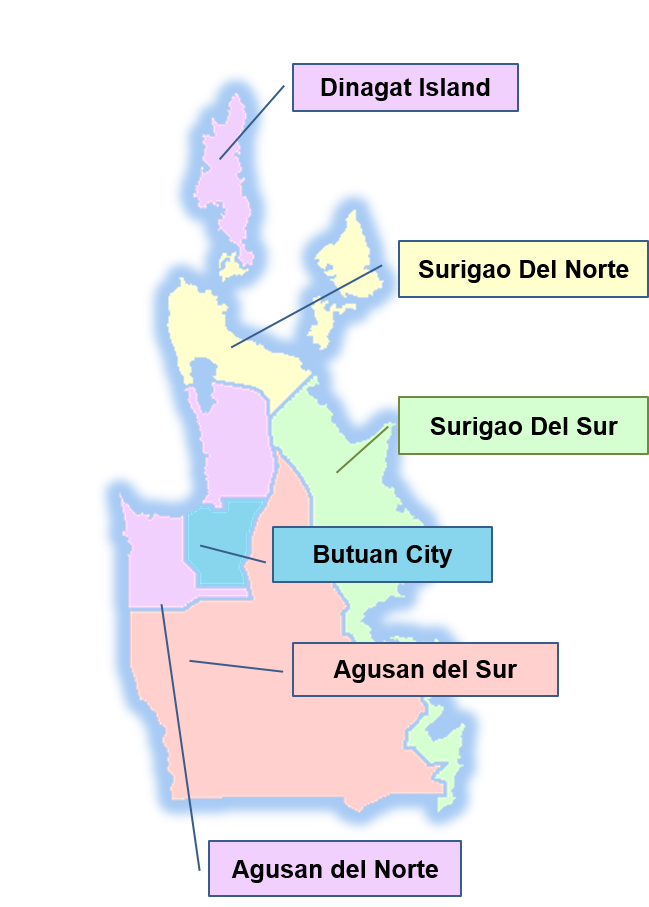 Dinagat Island
Surigao Del Norte
Surigao Del Sur
Butuan City
Agusan del Sur
Agusan del Norte